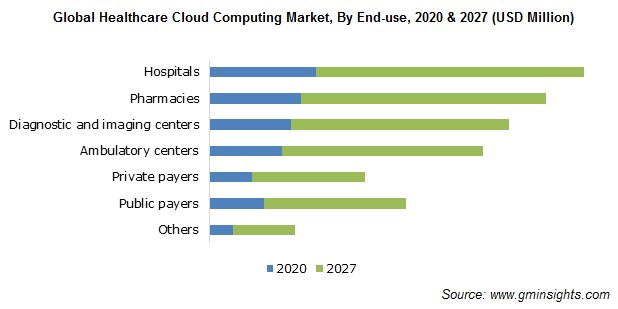 Global Healthcare Cloud Computing Market, By End-use, 2020 & 2027 (USD Million)
Hospitals
Pharmacies
Diagnostic and imaging centers
Ambulatory centers
Private payers
Public payers
Others
2020 2027
Source: www.gminsights.com